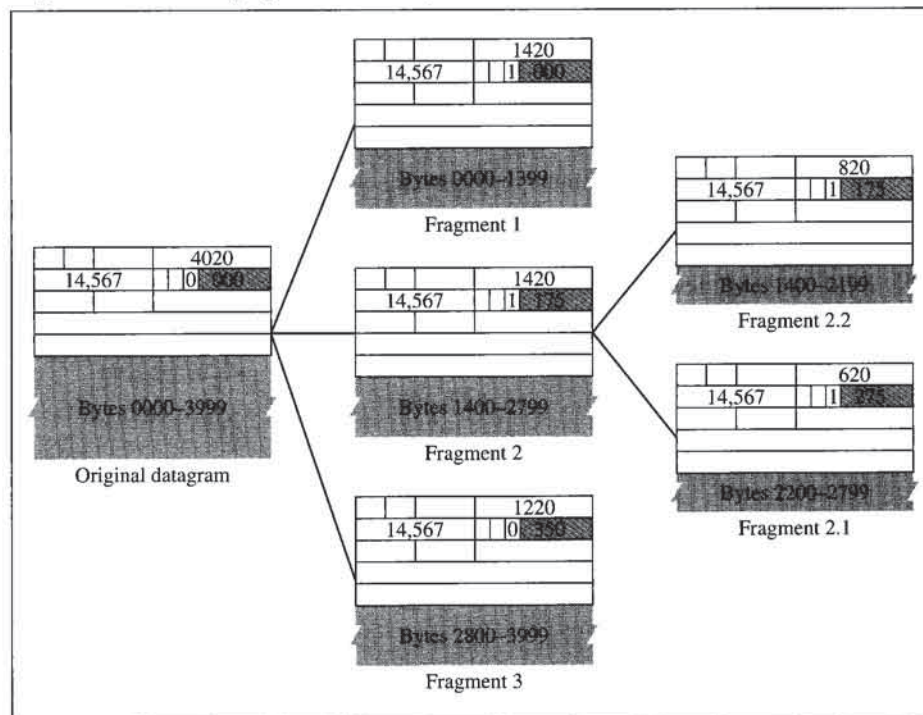 1420
14,567 1 000
Bytes 0000–1399
Fragment 1
4020
14,567 0 000
Bytes 0000–3999
Original datagram
1420
14,567 1 175
Bytes 1400–2799
Fragment 2
1220
14,567 0 350
Bytes 2800–3999
Fragment 3
820
14,567 1 175
Bytes 1400–2199
Fragment 2.2
620
14,567 1 275
Bytes 2200–2799
Fragment 2.1